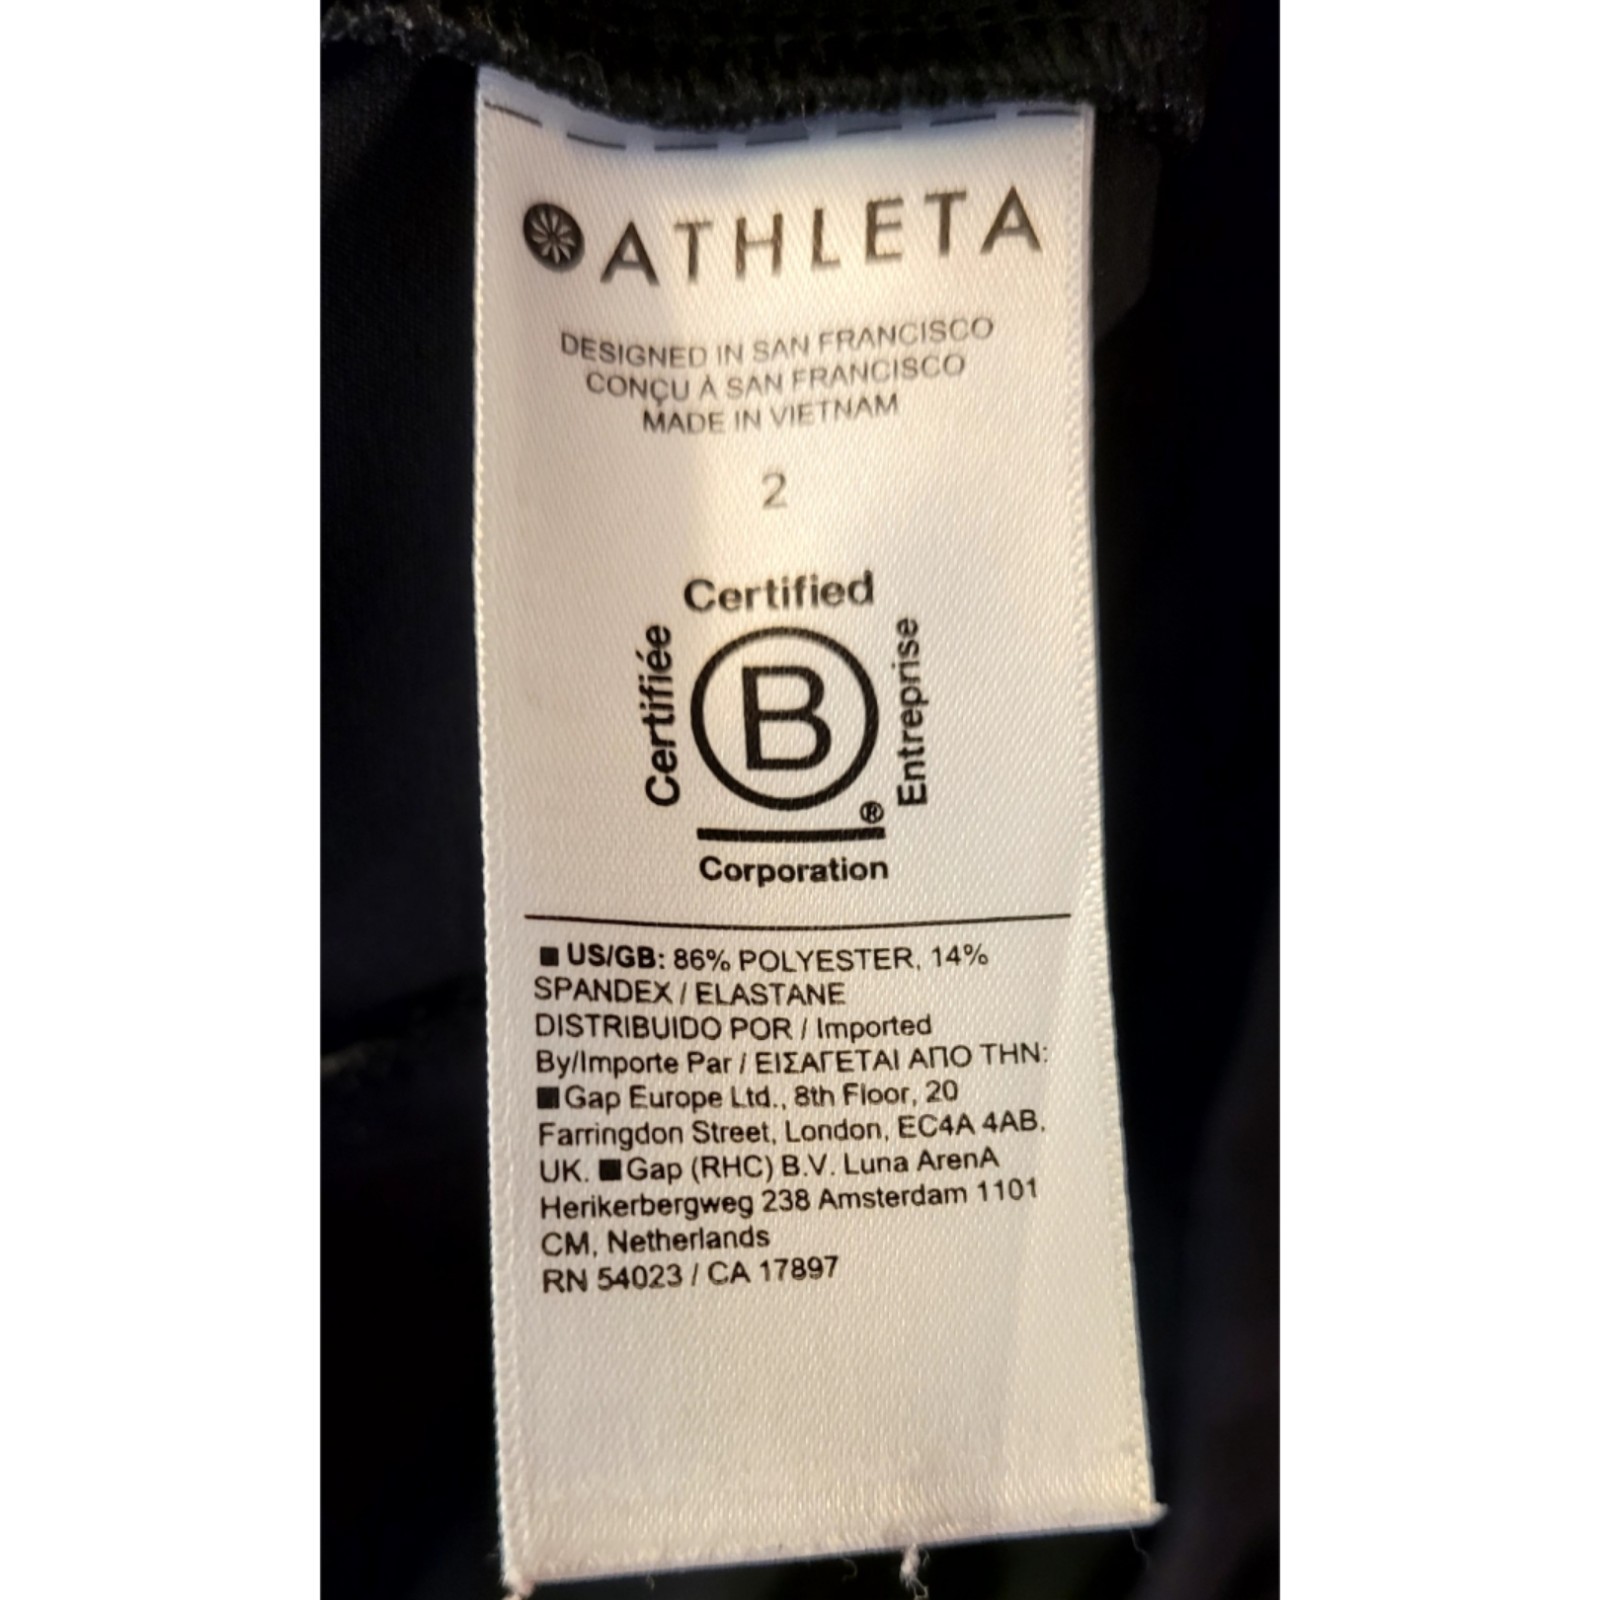 ATHLETA
DESIGNED IN SAN FRANCISCO
CONÇU À SAN FRANCISCO
MADE IN VIETNAM
2
Certified
Certifiée
B
Entreprise
®
Corporation
■ US/GB: 86% POLYESTER, 14%
SPANDEX / ELASTANE
DISTRIBUIDO POR / Imported
By/Importe Par / ΕΙΣΑΓΕΤΑΙ ΑΠΟ ΤΗΝ:
■ Gap Europe Ltd., 8th Floor, 20
Farringdon Street, London, EC4A 4AB,
UK. ■ Gap (RHC) B.V. Luna ArenA
Herikerbergweg 238 Amsterdam 1101
CM, Netherlands
RN 54023 / CA 17897